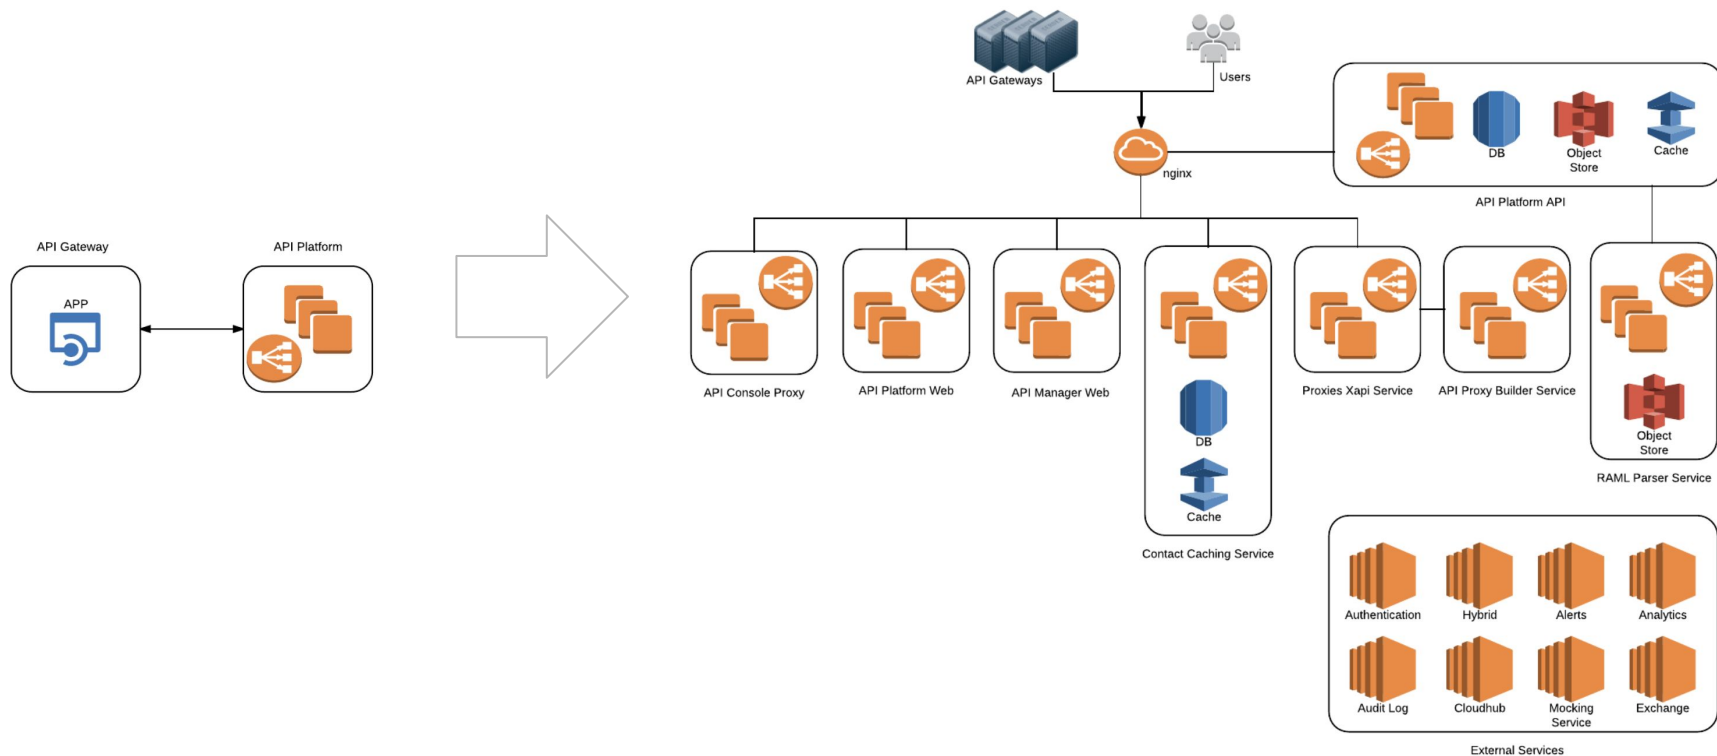 API Gateways
Users
nginx
DB
Object
Store
Cache
API Platform API
API Gateway
APP
API Platform
API Console Proxy
API Platform Web
API Manager Web
DB
Cache
Contact Caching Service
Proxies Xapi Service
API Proxy Builder Service
Object
Store
RAML Parser Service
Authentication
Hybrid
Alerts
Analytics
Audit Log
Cloudhub
Mocking
Service
Exchange
External Services